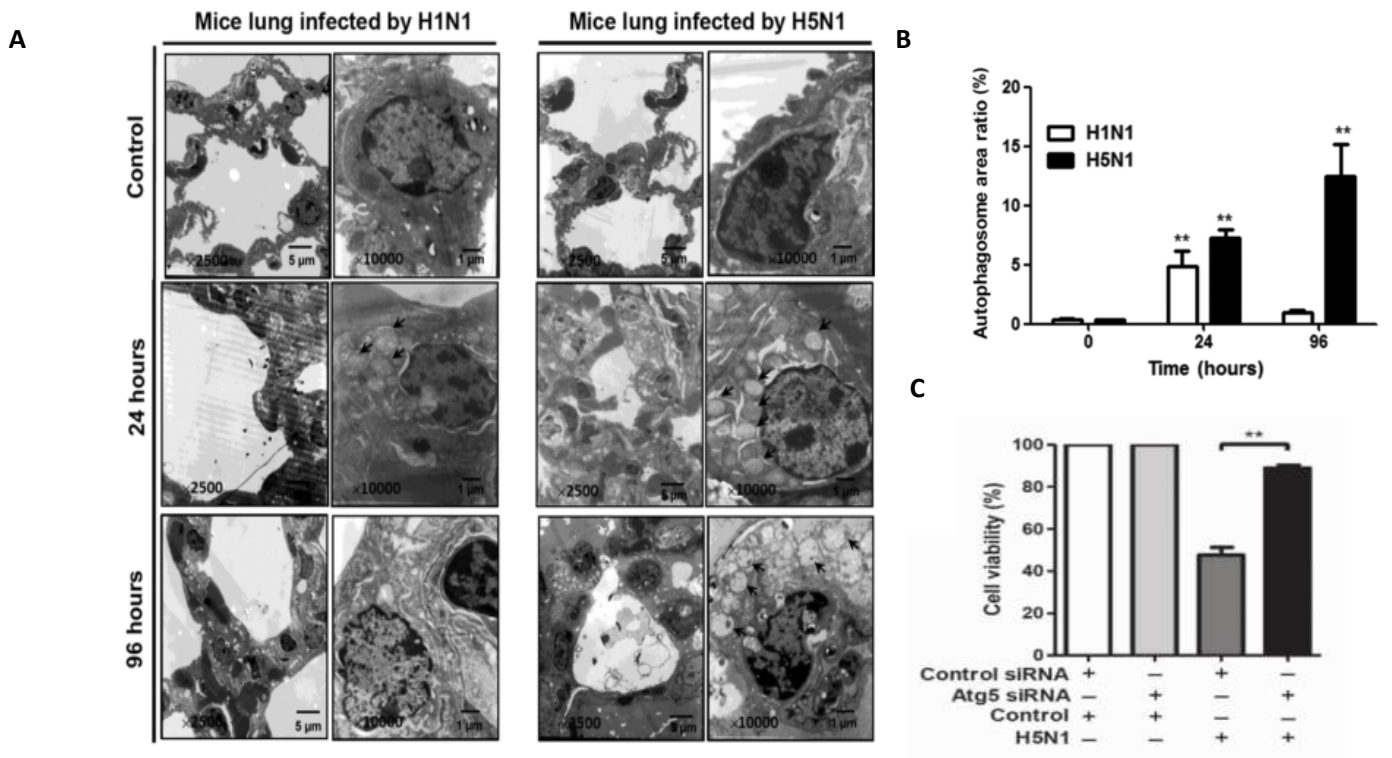 A
Mice lung infected by H1N1
Mice lung infected by H5N1
Control
×2500
5 µm
×10000
1 µm
×2500
5 µm
×10000
1 µm
24 hours
×2500
5 µm
×10000
1 µm
×2500
5 µm
×10000
1 µm
96 hours
×2500
5 µm
×10000
1 µm
×2500
5 µm
×10000
1 µm
B
Autophagosome area ratio (%)
20
15
10
5
0
H1N1
H5N1
**
**
**
0
24
96
Time (hours)
C
Cell viability (%)
100
80
60
40
20
0
**
Control siRNA + – + –
Atg5 siRNA – + – +
Control + + – –
H5N1 – – + +